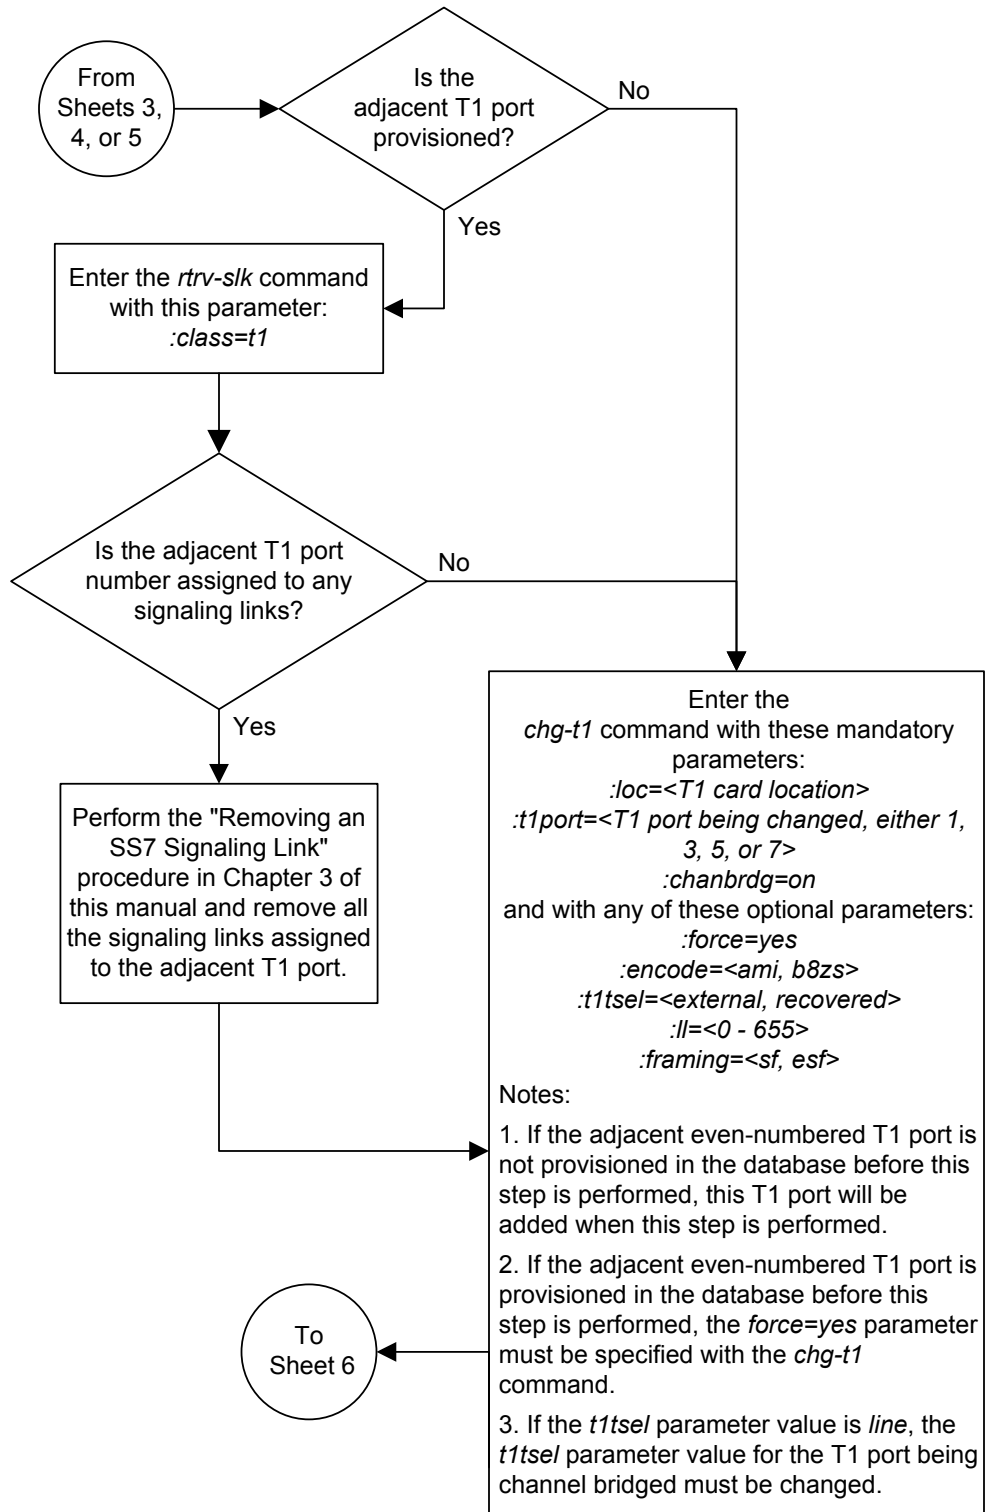 From
Sheets 3,
4, or 5
Is the
adjacent T1 port
provisioned?
No
Yes
Enter the rtrv-slk command
with this parameter:
:class=t1
Is the adjacent T1 port
number assigned to any
signaling links?
No
Yes
Perform the "Removing an
SS7 Signaling Link"
procedure in Chapter 3 of
this manual and remove all
the signaling links assigned
to the adjacent T1 port.
Enter the
chg-t1 command with these mandatory
parameters:
:loc=<T1 card location>
:t1port=<T1 port being changed, either 1,
3, 5, or 7>
:chanbrdg=on
and with any of these optional parameters:
:force=yes
:encode=<ami, b8zs>
:t1tsel=<external, recovered>
:ll=<0 - 655>
:framing=<sf, esf>
Notes:
1. If the adjacent even-numbered T1 port is
not provisioned in the database before this
step is performed, this T1 port will be
added when this step is performed.
2. If the adjacent even-numbered T1 port is
provisioned in the database before this
step is performed, the force=yes parameter
must be specified with the chg-t1
command.
3. If the t1tsel parameter value is line, the
t1tsel parameter value for the T1 port being
channel bridged must be changed.
To
Sheet 6